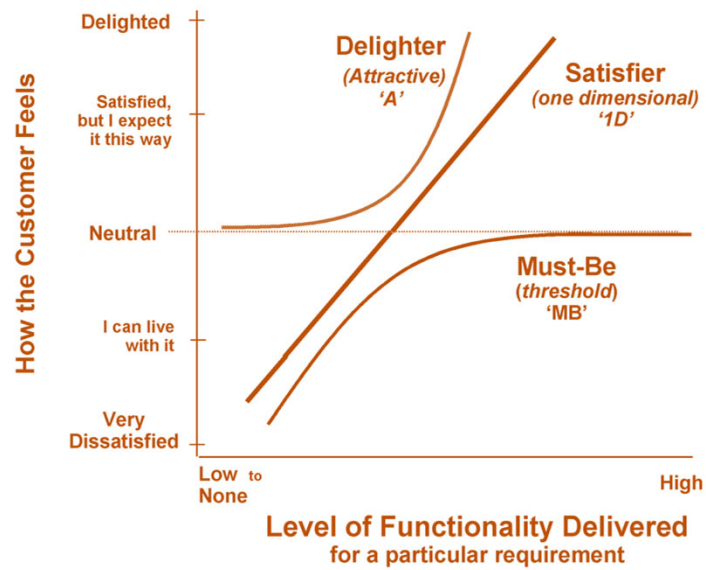 Delighted
Delighter
(Attractive)
‘A’
Satisfier
(one dimensional)
‘1D’
Satisfied,
but I expect
it this way
How the Customer Feels
Neutral
Must-Be
(threshold)
‘MB’
I can live
with it
Very
Dissatisfied
Low to
None
High
Level of Functionality Delivered
for a particular requirement